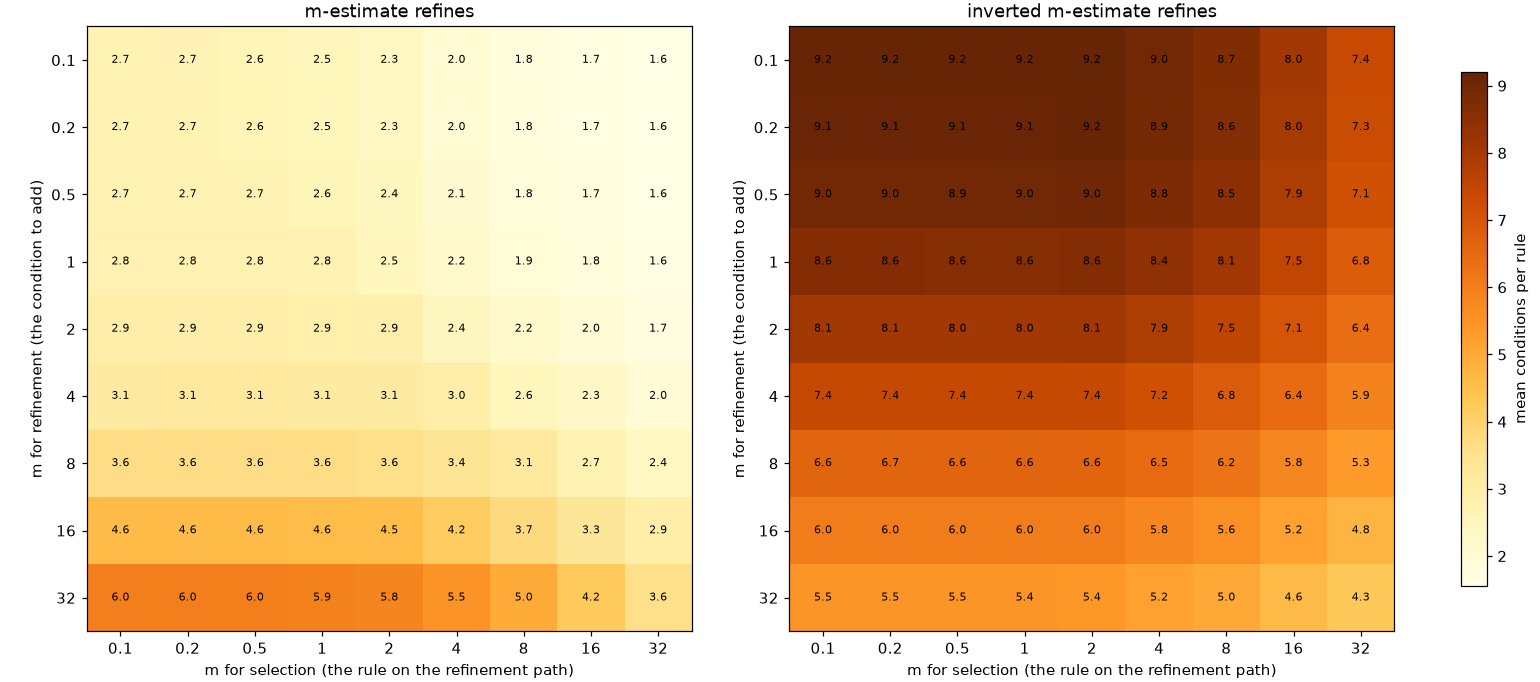 m-estimate refines
inverted m-estimate refines
m for refinement (the condition to add)
0.1 2.7 2.7 2.6 2.5 2.3 2.0 1.8 1.7 1.6
0.2 2.7 2.7 2.6 2.5 2.3 2.0 1.8 1.7 1.6
0.5 2.7 2.7 2.7 2.6 2.4 2.1 1.8 1.7 1.6
1 2.8 2.8 2.8 2.8 2.5 2.2 1.9 1.8 1.6
2 2.9 2.9 2.9 2.9 2.9 2.4 2.2 2.0 1.7
4 3.1 3.1 3.1 3.1 3.1 3.0 2.6 2.3 2.0
8 3.6 3.6 3.6 3.6 3.6 3.4 3.1 2.7 2.4
16 4.6 4.6 4.6 4.6 4.5 4.2 3.7 3.3 2.9
32 6.0 6.0 6.0 5.9 5.8 5.5 5.0 4.2 3.6
0.1 0.2 0.5 1 2 4 8 16 32
m for selection (the rule on the refinement path)
m for refinement (the condition to add)
0.1 9.2 9.2 9.2 9.2 9.2 9.0 8.7 8.0 7.4
0.2 9.1 9.1 9.1 9.1 9.2 8.9 8.6 8.0 7.3
0.5 9.0 9.0 8.9 9.0 9.0 8.8 8.5 7.9 7.1
1 8.6 8.6 8.6 8.6 8.6 8.4 8.1 7.5 6.8
2 8.1 8.1 8.0 8.0 8.1 7.9 7.5 7.1 6.4
4 7.4 7.4 7.4 7.4 7.4 7.2 6.8 6.4 5.9
8 6.6 6.7 6.6 6.6 6.6 6.5 6.2 5.8 5.3
16 6.0 6.0 6.0 6.0 6.0 5.8 5.6 5.2 4.8
32 5.5 5.5 5.5 5.4 5.4 5.2 5.0 4.6 4.3
0.1 0.2 0.5 1 2 4 8 16 32
m for selection (the rule on the refinement path)
9
8
7
6
5
4
3
2
mean conditions per rule